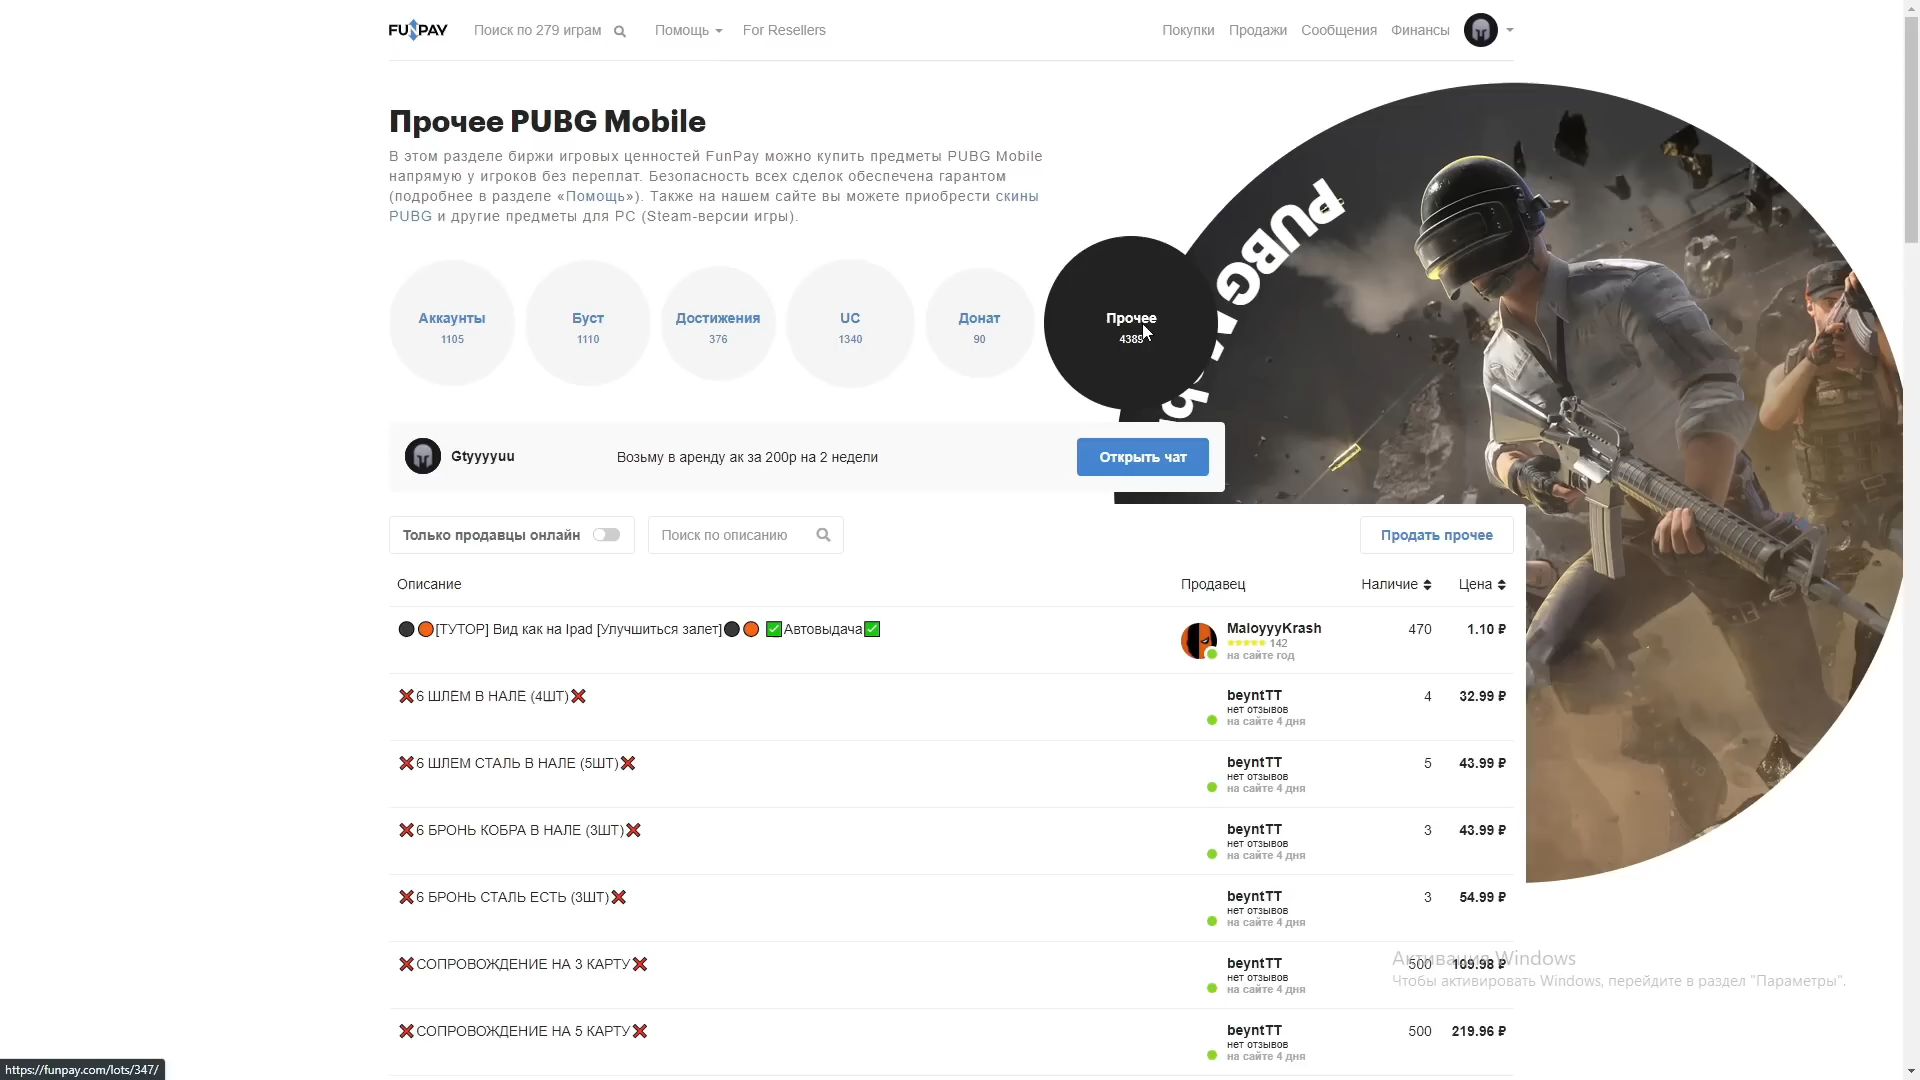 FUNPAY
Поиск по 279 играм
Помощь
For Resellers
Покупки
Продажи
Сообщения
Финансы
Прочее PUBG Mobile
В этом разделе биржи игровых ценностей FunPay можно купить предметы PUBG Mobile
напрямую у игроков без переплат. Безопасность всех сделок обеспечена гарантом
(подробнее в разделе «Помощь»). Также на нашем сайте вы можете приобрести скины
PUBG и другие предметы для PC (Steam-версии игры).
PUBG
Аккаунты
1105
Буст
1110
Достижения
376
UC
1340
Донат
90
Прочее
Gtyyyyuu
Возьму в аренду ак за 200р на 2 недели
Открыть чат
Только продавцы онлайн
Поиск по описанию
Продать прочее
Описание
Продавец
Наличие
Цена
⚫🟠[ТУТОР] Вид как на Ipad [Улучшиться залет]⚫🟠 ✅Автовыдача✅
MaloyyyKrash
★★★★★ 142
на сайте год
470
1.10 ₽
❌6 ШЛЕМ В НАЛЕ (4ШТ)❌
beyntTT
нет отзывов
на сайте 4 дня
4
32.99 ₽
❌6 ШЛЕМ СТАЛЬ В НАЛЕ (5ШТ)❌
beyntTT
нет отзывов
на сайте 4 дня
5
43.99 ₽
❌6 БРОНЬ КОБРА В НАЛЕ (3ШТ)❌
beyntTT
нет отзывов
на сайте 4 дня
3
43.99 ₽
❌6 БРОНЬ СТАЛЬ ЕСТЬ (3ШТ)❌
beyntTT
нет отзывов
на сайте 4 дня
3
54.99 ₽
❌СОПРОВОЖДЕНИЕ НА 3 КАРТУ❌
beyntTT
нет отзывов
на сайте 4 дня
500
109.98 ₽
Активация Windows
Чтобы активировать Windows, перейдите в раздел "Параметры".
❌СОПРОВОЖДЕНИЕ НА 5 КАРТУ❌
beyntTT
нет отзывов
на сайте 4 дня
500
219.96 ₽
https://funpay.com/lots/347/